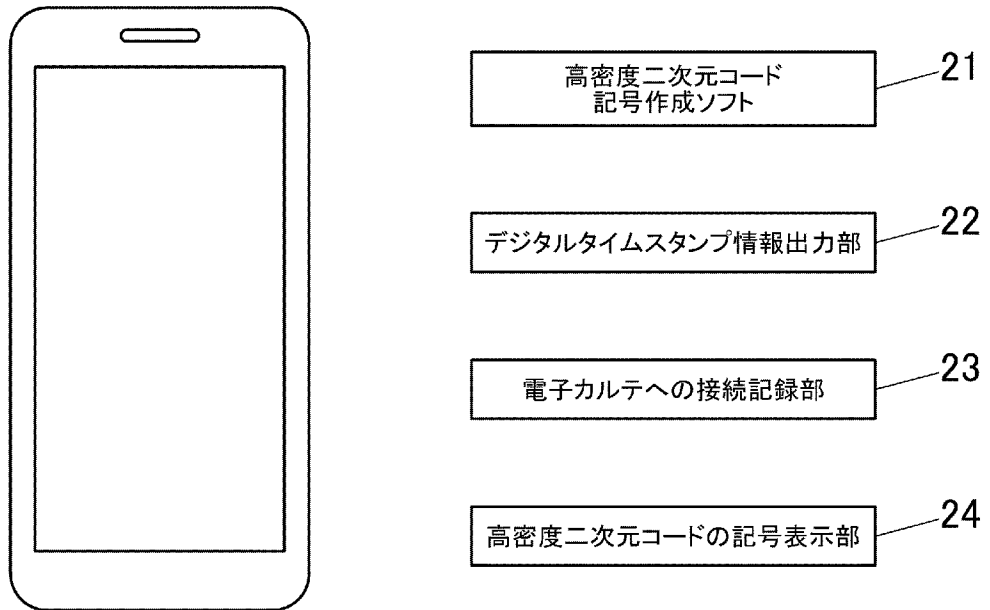 高密度二次元コード
記号作成ソフト
21
デジタルタイムスタンプ情報出力部
22
電子カルテへの接続記録部
23
高密度二次元コードの記号表示部
24